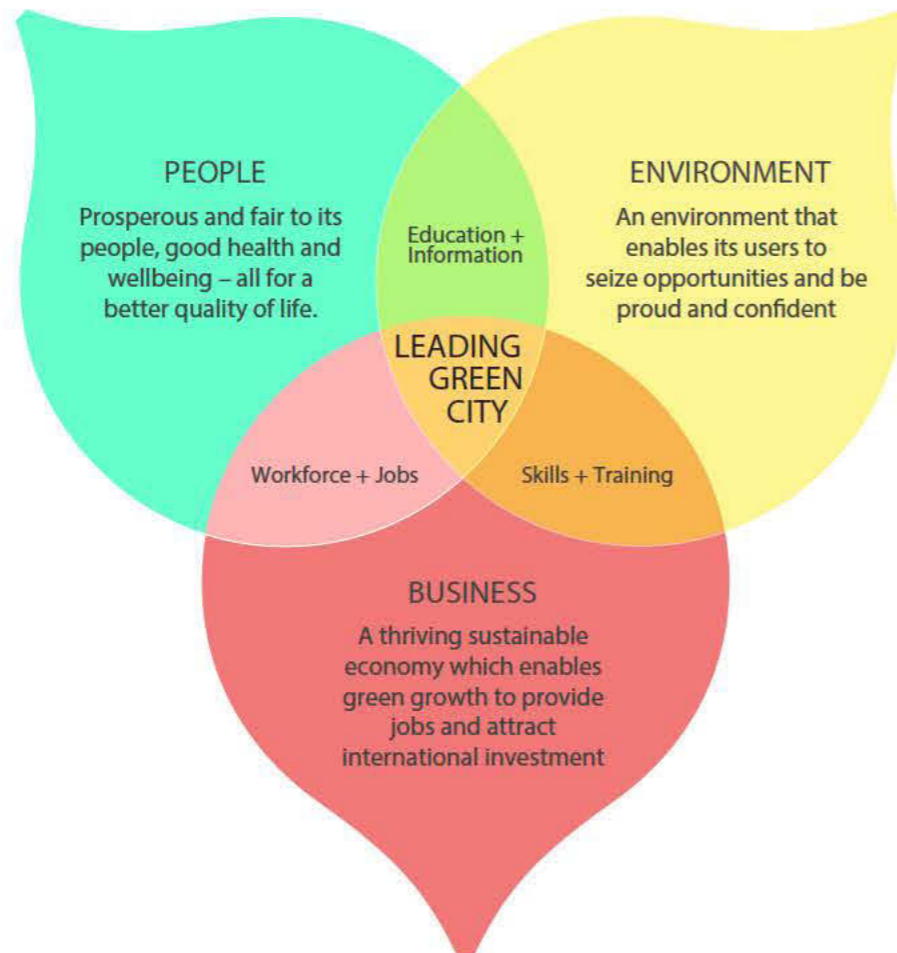 PEOPLE
Prosperous and fair to its
people, good health and
wellbeing – all for a
better quality of life.
ENVIRONMENT
An environment that
enables its users to
seize opportunities and be
proud and confident
Education +
Information
LEADING
GREEN
CITY
Workforce + Jobs
Skills + Training
BUSINESS
A thriving sustainable
economy which enables
green growth to provide
jobs and attract
international investment